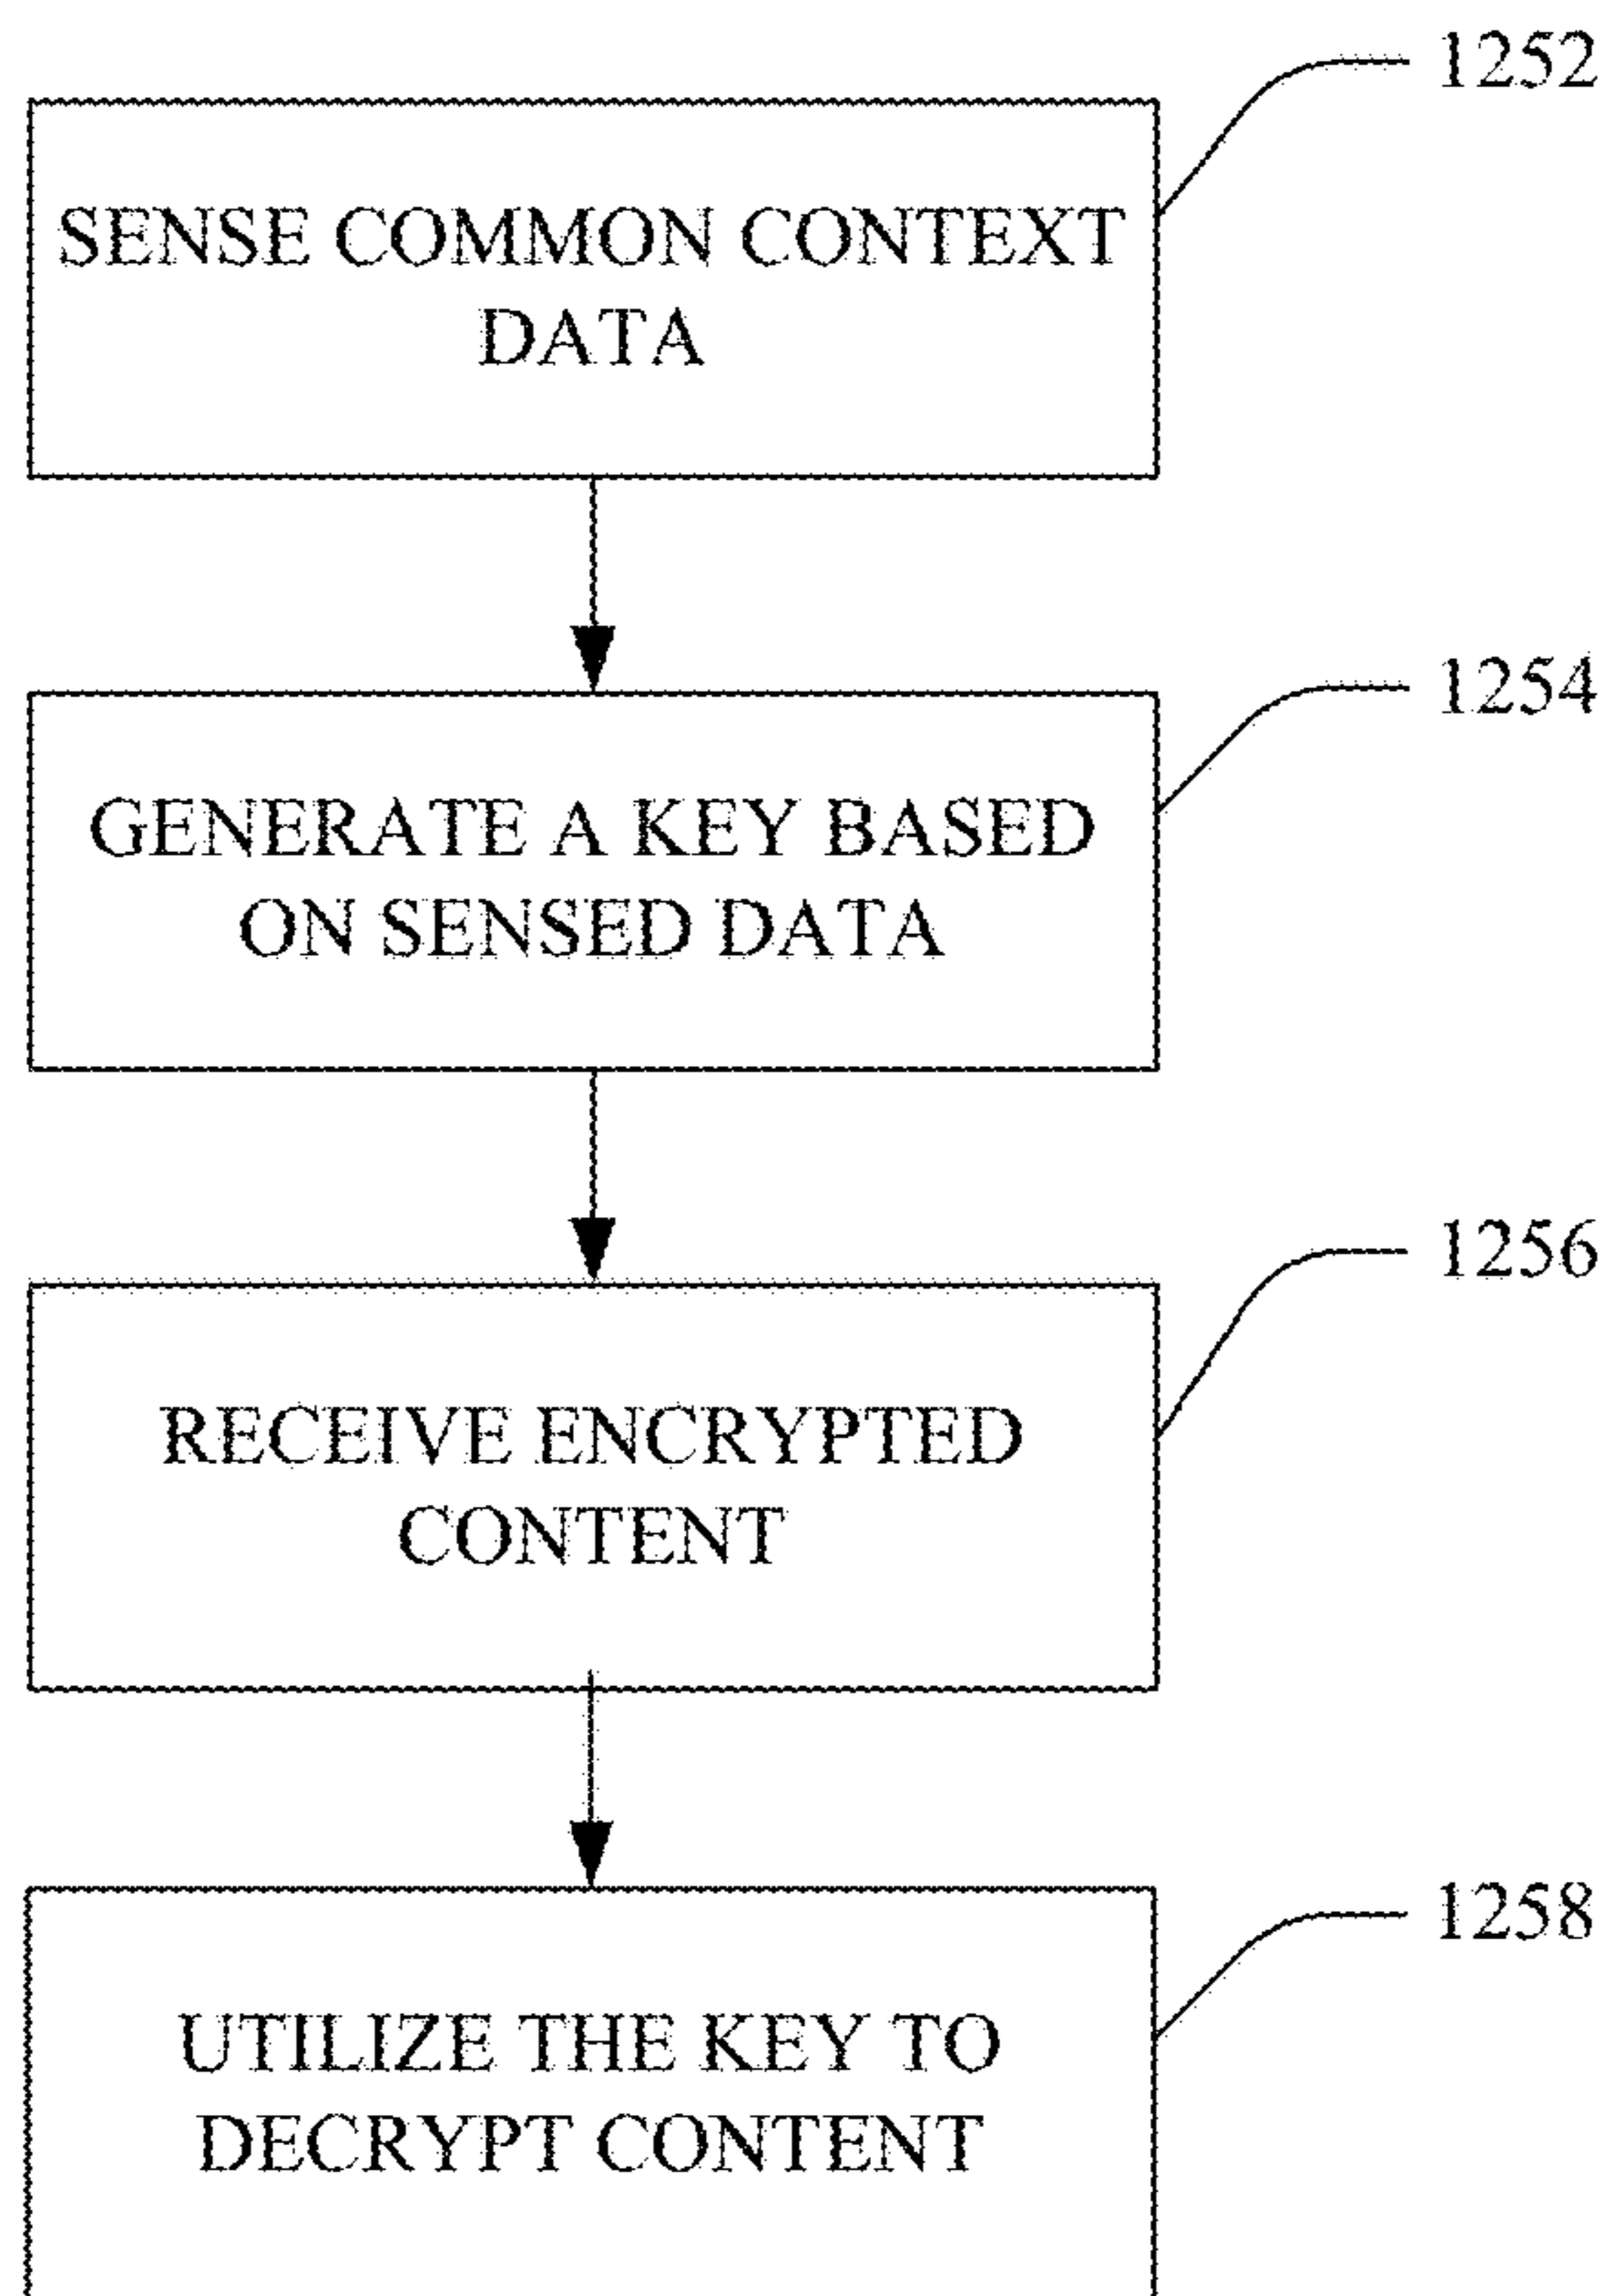 1252
SENSE COMMON CONTEXT
DATA
1254
GENERATE A KEY BASED
ON SENSED DATA
1256
RECEIVE ENCRYPTED
CONTENT
1258
UTILIZE THE KEY TO
DECRYPT CONTENT